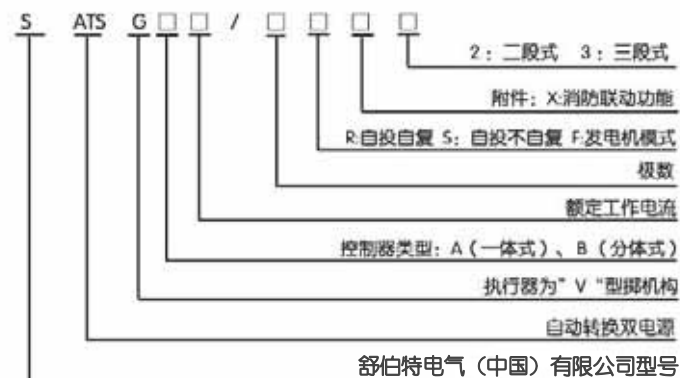 S ATS G□□/□□□□
2：二段式 3：三段式
附件：X:消防联动功能
R:自投自复 S：自投不自复 F:发电机模式
极数
额定工作电流
控制器类型：A（一体式）、B（分体式）
执行器为"V"型掷机构
自动转换双电源
舒伯特电气（中国）有限公司型号